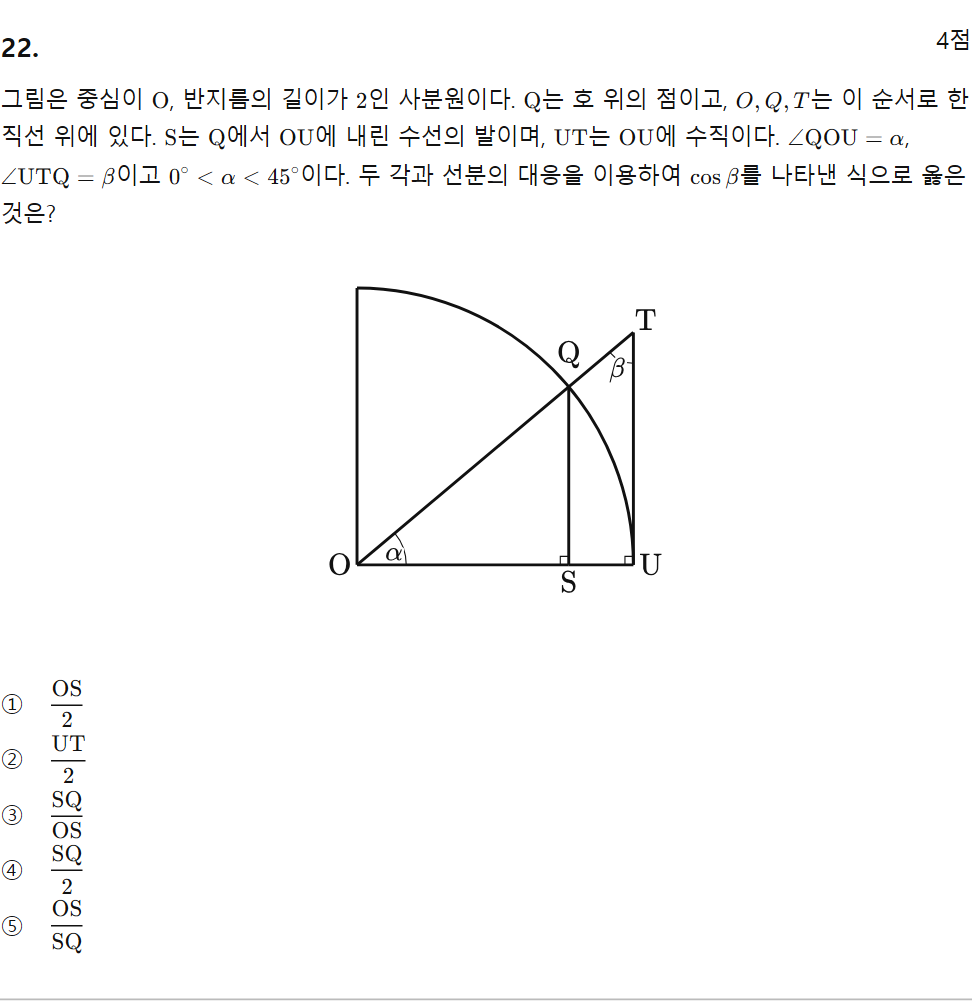 22.
4점
그림은 중심이 O, 반지름의 길이가 2인 사분원이다. Q는 호 위의 점이고, O, Q, T는 이 순서로 한
직선 위에 있다. S는 Q에서 OU에 내린 수선의 발이며, UT는 OU에 수직이다. ∠QOU = α,
∠UTQ = β이고 0° < α < 45°이다. 두 각과 선분의 대응을 이용하여 cos β를 나타낸 식으로 옳은
것은?
T
Q
β
α
O
U
S
① OS/2
② UT/2
③ SQ/OS
④ SQ/2
⑤ OS/SQ